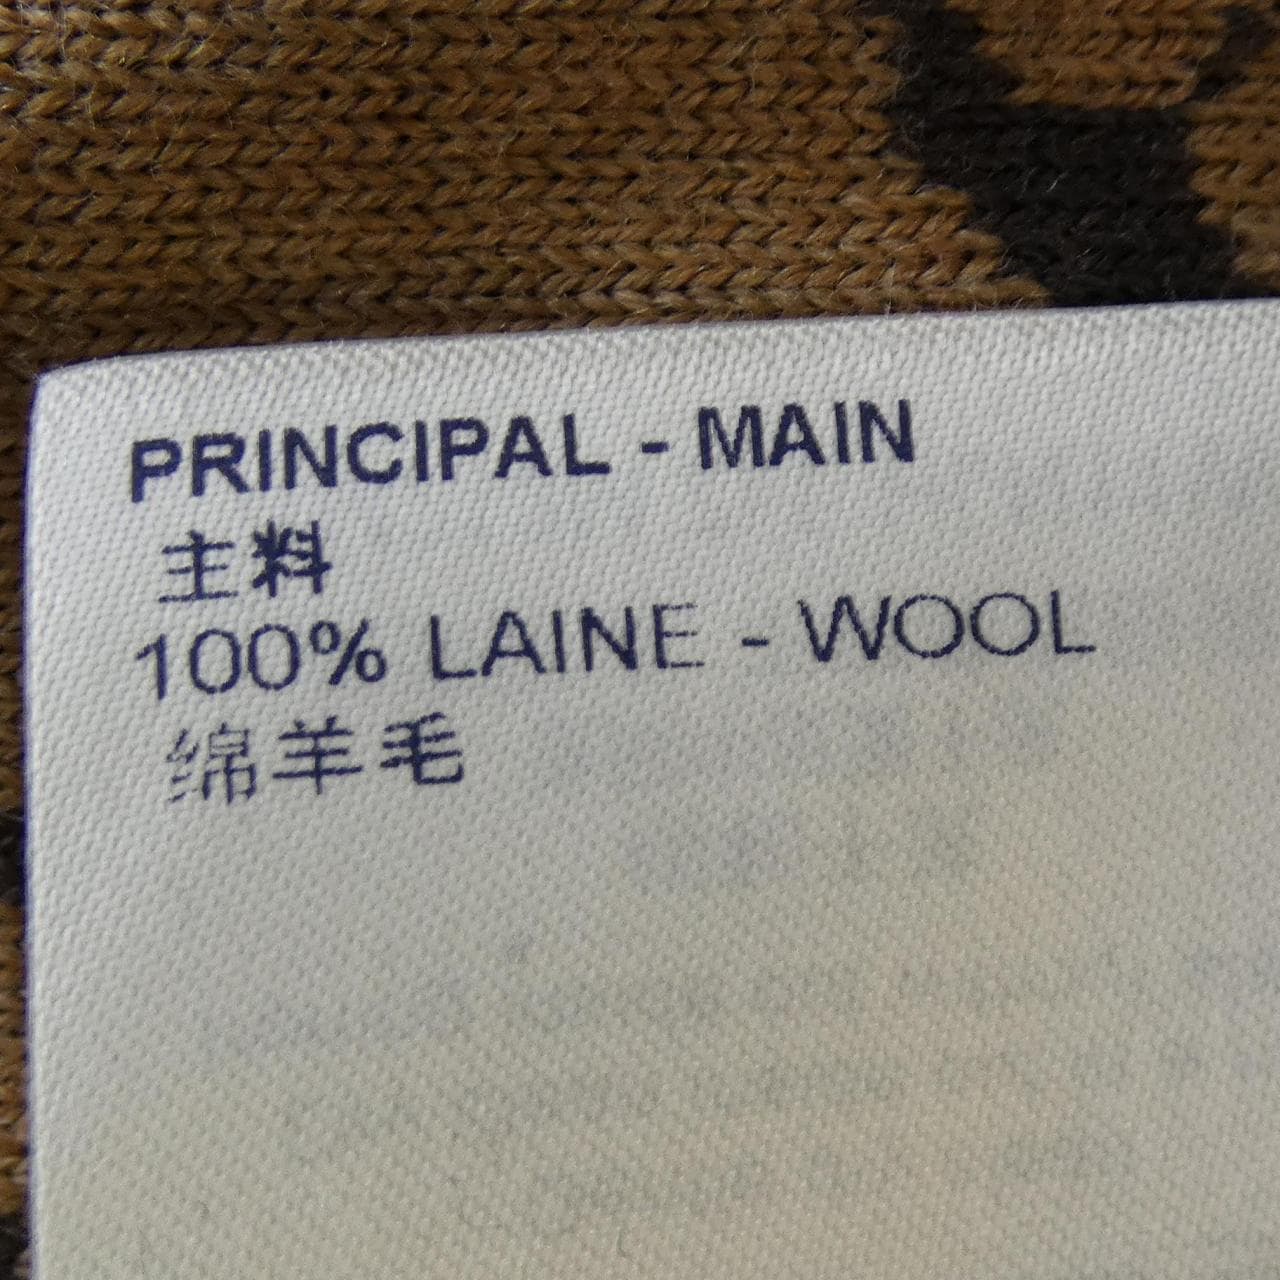 PRINCIPAL - MAIN
主料
100% LAINE - WOOL
绵羊毛